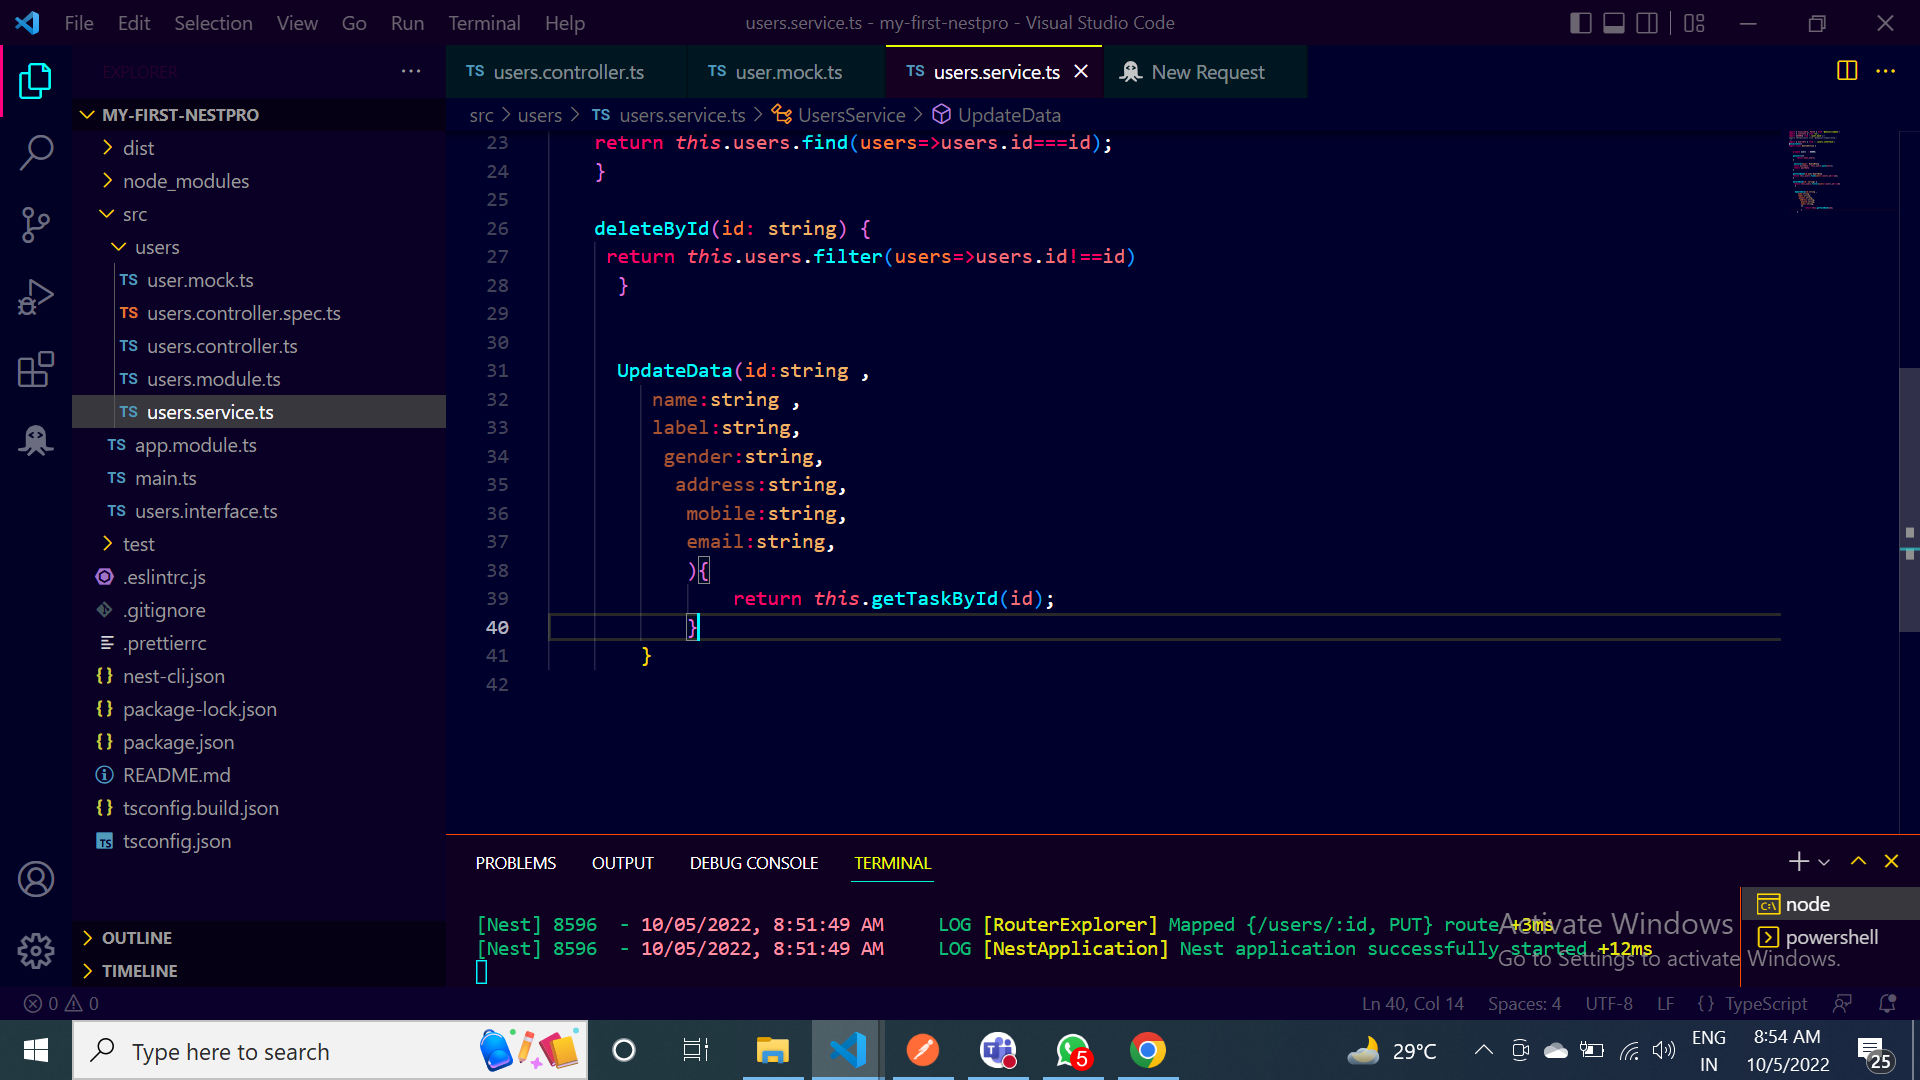 File Edit Selection View Go Run Terminal Help
users.service.ts - my-first-nestpro - Visual Studio Code
EXPLORER
TS users.controller.ts
TS user.mock.ts
TS users.service.ts
New Request
MY-FIRST-NESTPRO
dist
node_modules
src
users
TS user.mock.ts
TS users.controller.spec.ts
TS users.controller.ts
TS users.module.ts
TS users.service.ts
TS app.module.ts
TS main.ts
TS users.interface.ts
test
.eslintrc.js
.gitignore
.prettierrc
{} nest-cli.json
{} package-lock.json
{} package.json
README.md
{} tsconfig.build.json
TS tsconfig.json
OUTLINE
TIMELINE
src > users > TS users.service.ts > UsersService > UpdateData
23 return this.users.find(users=>users.id===id);
24 }
25
26 deleteById(id: string) {
27 return this.users.filter(users=>users.id!==id)
28 }
29
30
31 UpdateData(id:string ,
32 name:string ,
33 label:string,
34 gender:string,
35 address:string,
36 mobile:string,
37 email:string,
38 ){
39 return this.getTaskById(id);
40 }
41 }
42
PROBLEMS OUTPUT DEBUG CONSOLE TERMINAL
[Nest] 8596 - 10/05/2022, 8:51:49 AM LOG [RouterExplorer] Mapped {/users/:id, PUT} route +3ms
[Nest] 8596 - 10/05/2022, 8:51:49 AM LOG [NestApplication] Nest application successfully started +12ms
node
powershell
Activate Windows
Go to Settings to activate Windows.
0 0
Ln 40, Col 14 Spaces: 4 UTF-8 LF {} TypeScript
Type here to search
5
29°C
ENG
IN
8:54 AM
10/5/2022
25